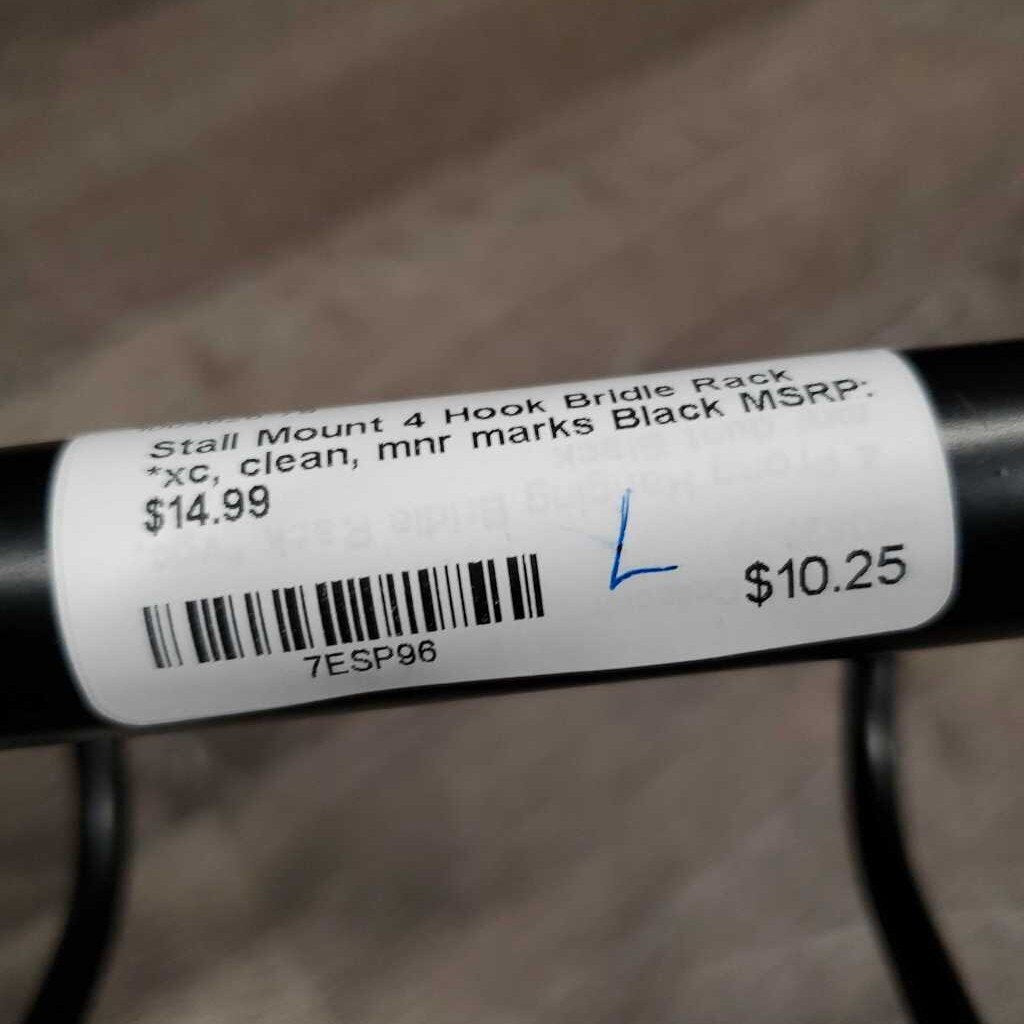 Stall Mount 4 Hook Bridle Rack
*xc, clean, mnr marks Black MSRP:
$14.99
L
$10.25
7ESP96